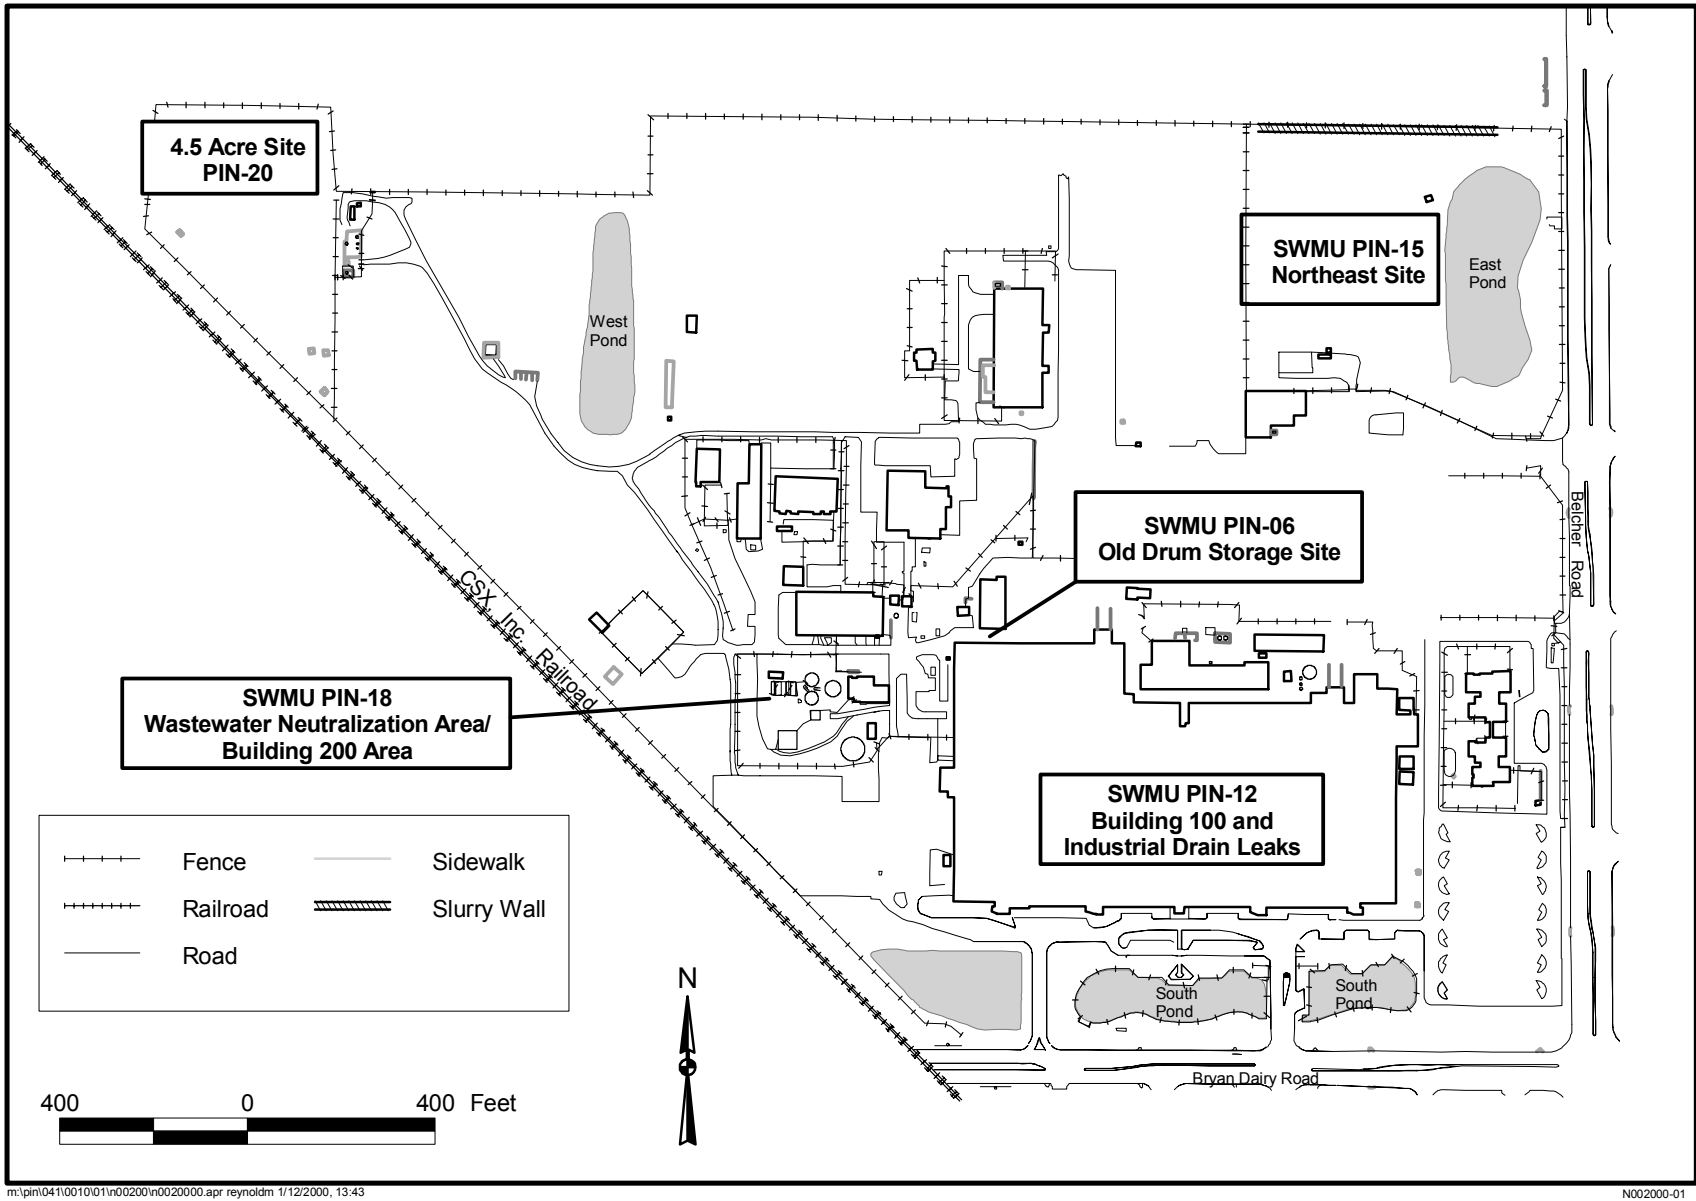 4.5 Acre Site
PIN-20
SWMU PIN-15
Northeast Site
East
Pond
West
Pond
SWMU PIN-06
Old Drum Storage Site
Belcher Road
CSX, Inc. Railroad
SWMU PIN-18
Wastewater Neutralization Area/
Building 200 Area
SWMU PIN-12
Building 100 and
Industrial Drain Leaks
Fence
Sidewalk
Railroad
Slurry Wall
Road
N
South
Pond
South
Pond
Bryan Dairy Road
400 0 400 Feet
m:\pin\041\0010\01\n00200\n0020000.apr reynoldm 1/12/2000, 13:43
N002000-01